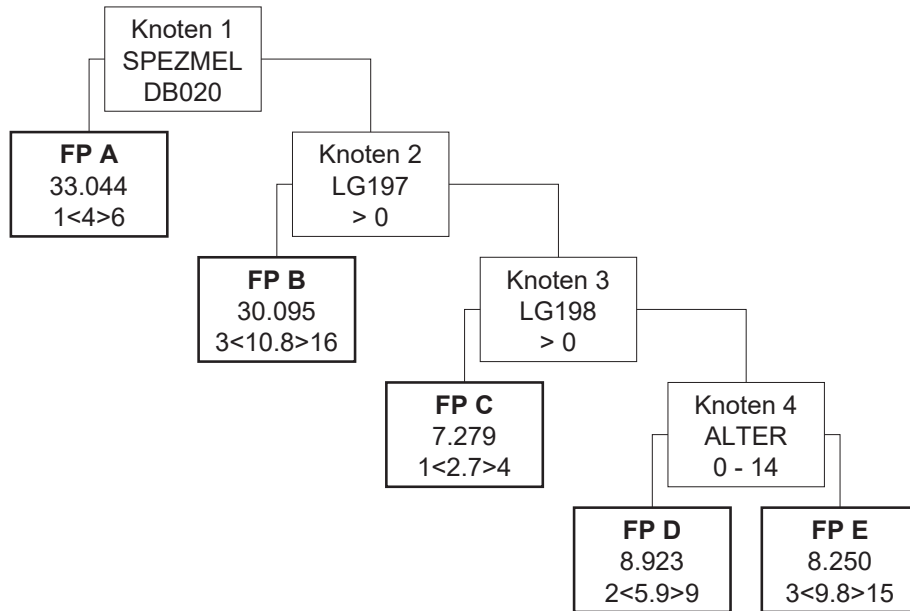 Knoten 1
SPEZMEL
DB020
FP A
33.044
1<4>6
Knoten 2
LG197
> 0
FP B
30.095
3<10.8>16
Knoten 3
LG198
> 0
FP C
7.279
1<2.7>4
Knoten 4
ALTER
0 - 14
FP D
8.923
2<5.9>9
FP E
8.250
3<9.8>15